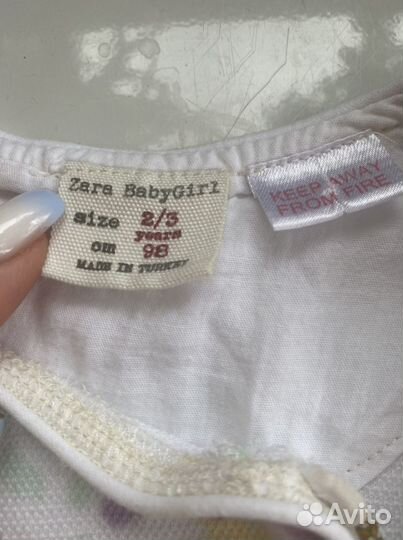 Zara BabyGirl
size 2/3
years
cm 98
MADE IN TURKEY
KEEP AWAY
FROM FIRE
Avito